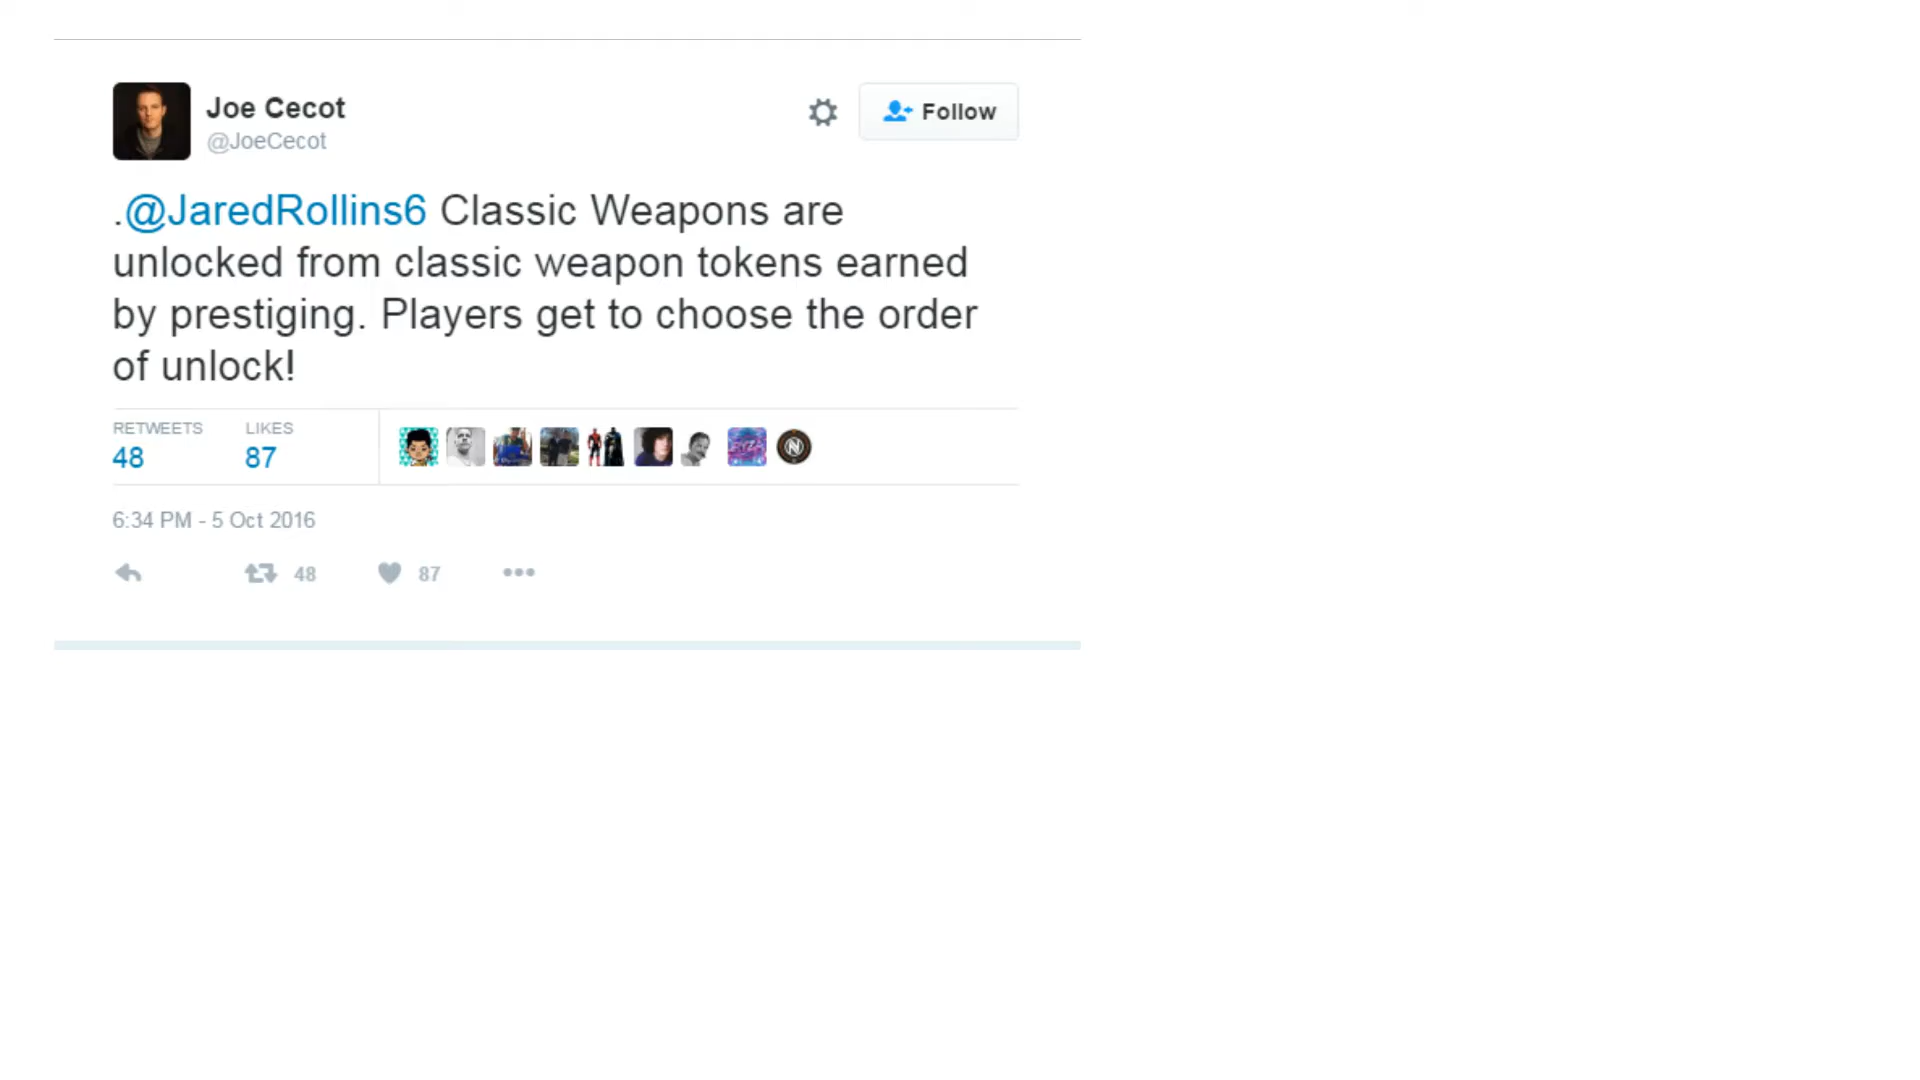 Joe Cecot
@JoeCecot
Follow
.@JaredRollins6 Classic Weapons are
unlocked from classic weapon tokens earned
by prestiging. Players get to choose the order
of unlock!
RETWEETS LIKES
48 87
6:34 PM - 5 Oct 2016
48 87